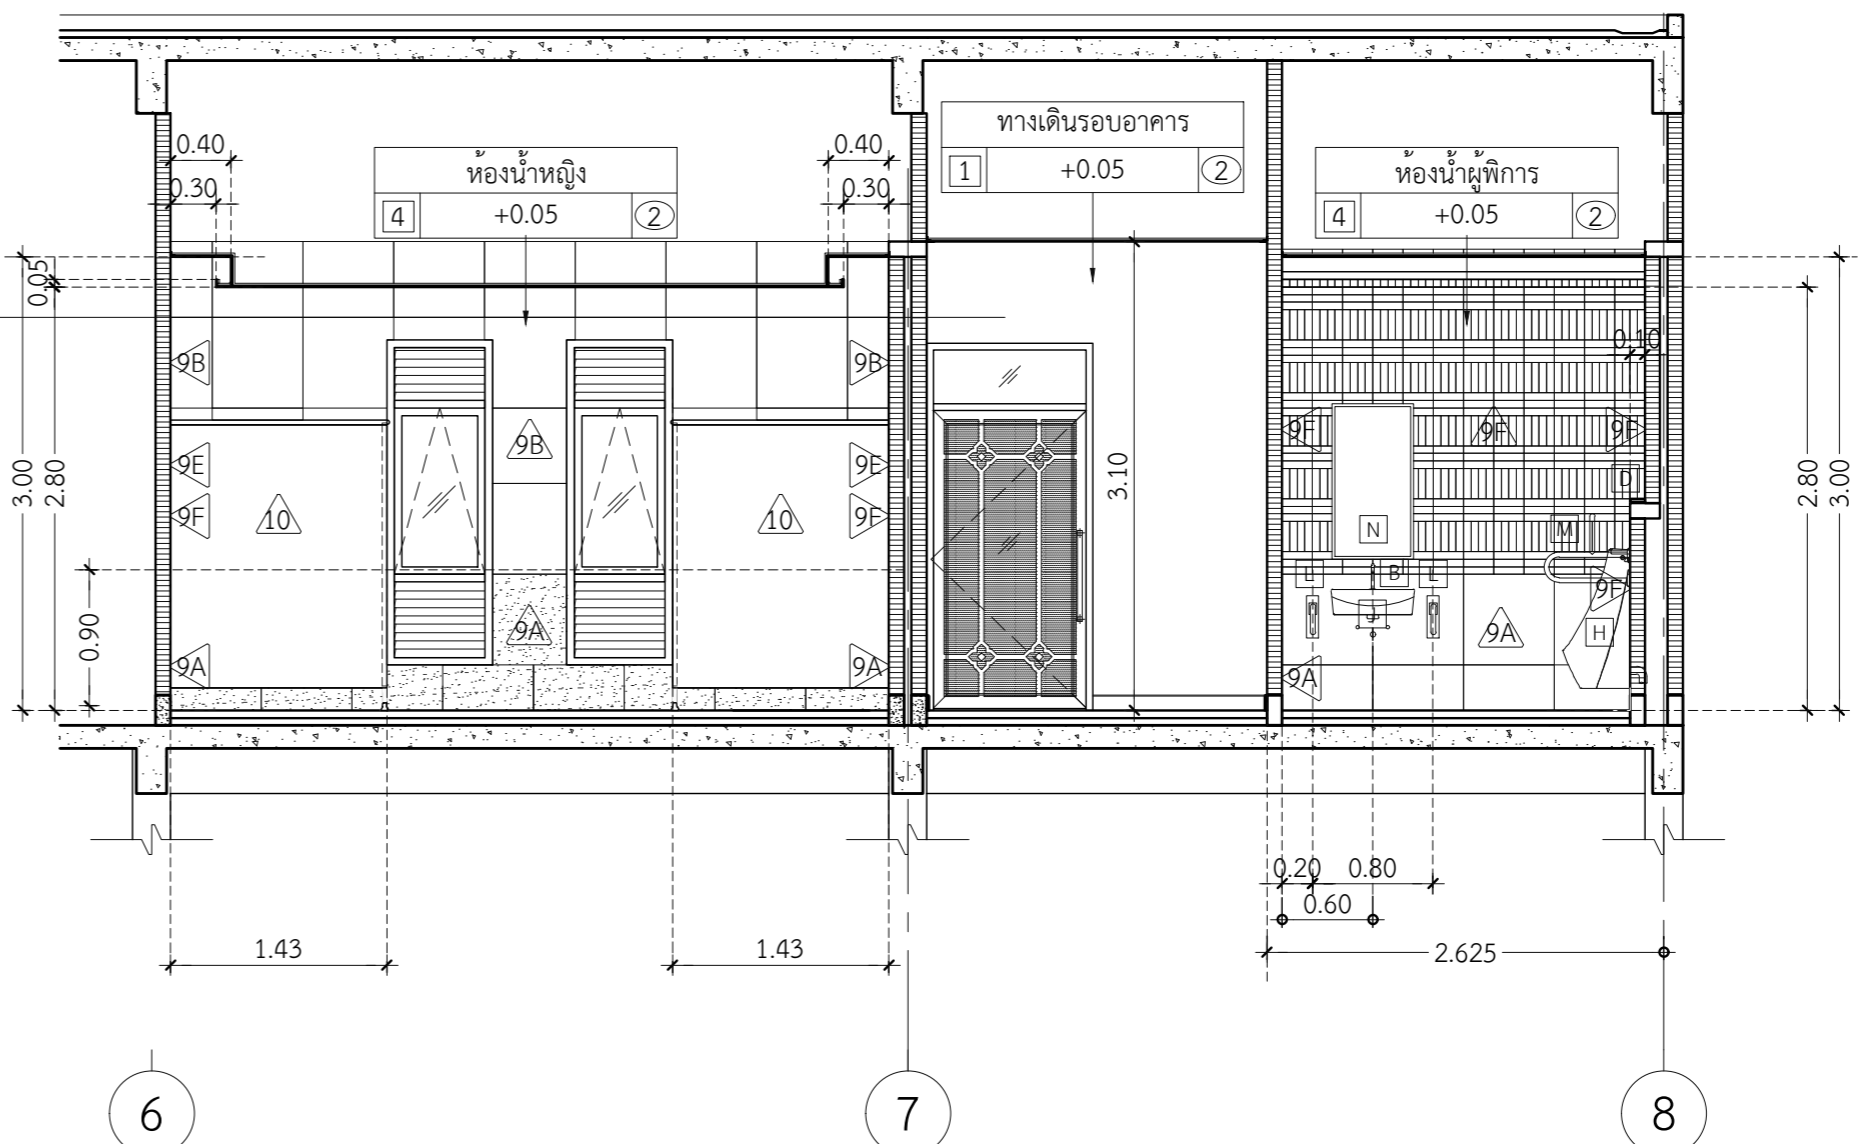 ทางเดินรอบอาคาร
1 +0.05 2
ห้องน้ำหญิง
4 +0.05 2
ห้องน้ำผู้พิการ
4 +0.05 2
0.40
0.40
0.30
0.30
0.05
3.00
2.80
0.90
9B
9B
9B
9E
9E
9F
9F
10
10
9A
9A
9A
3.10
0.10
9F
9F
9F
D
N
M
L
B
L
9F
J
9A
H
9A
2.80
3.00
0.20
0.80
0.60
1.43
1.43
2.625
6
7
8